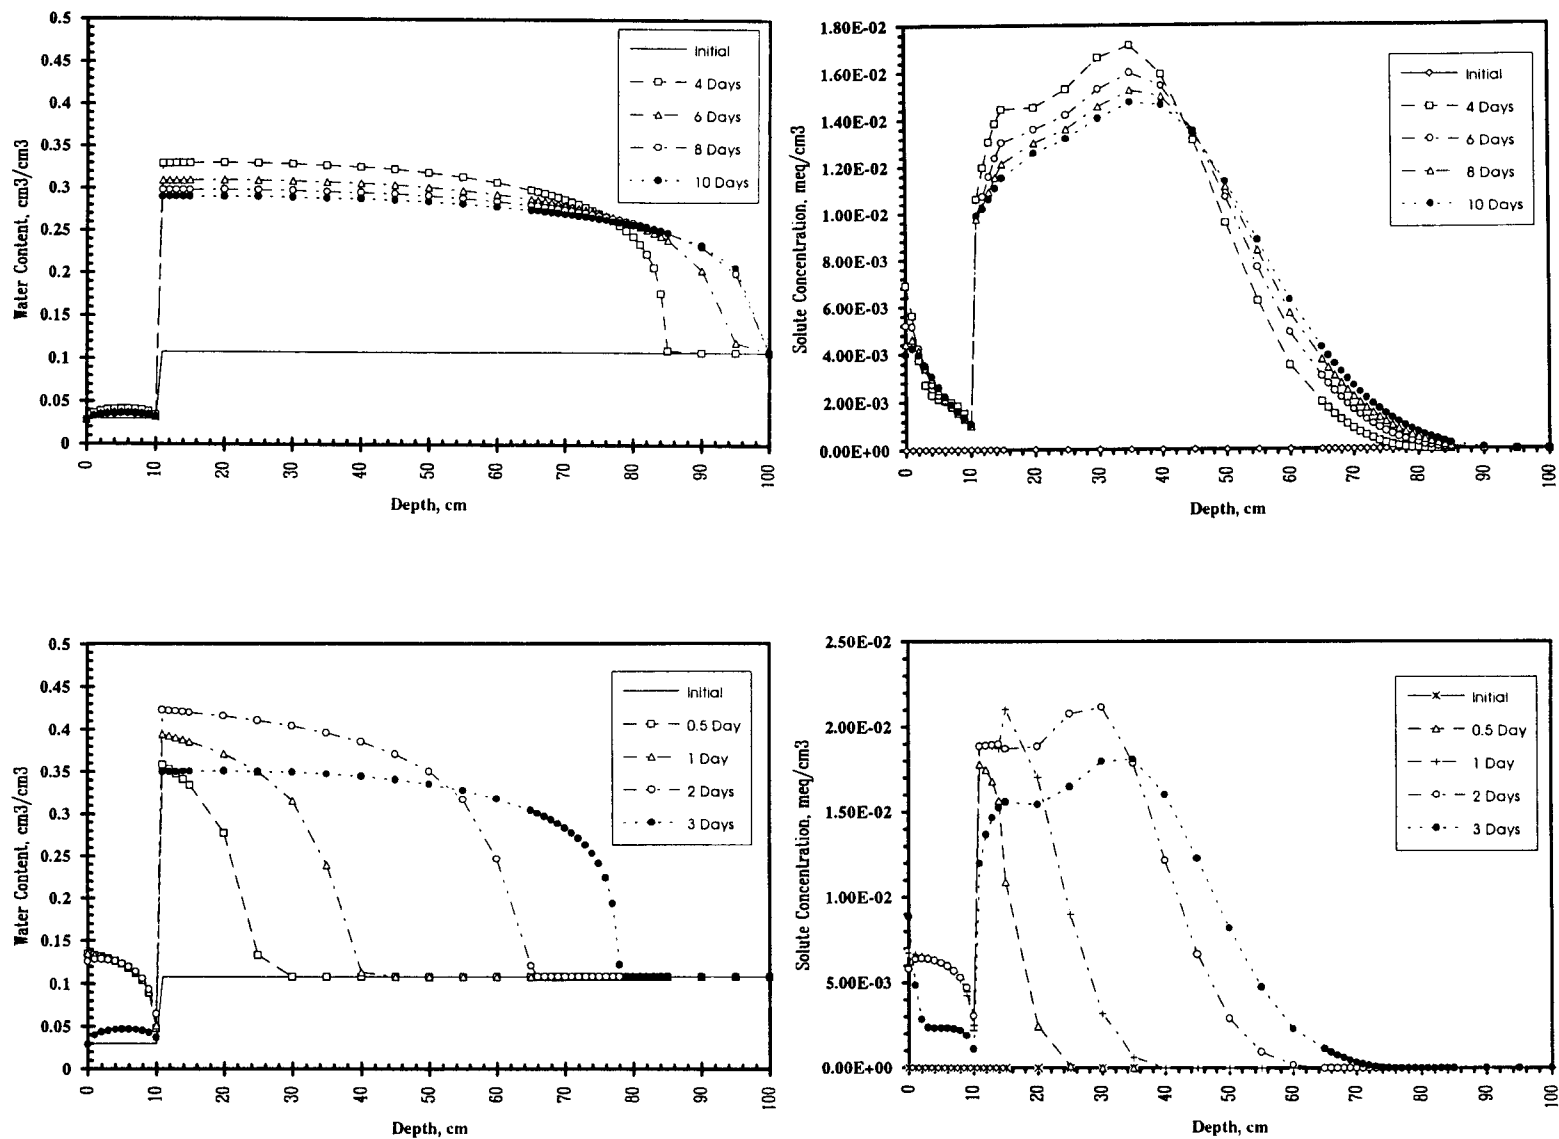 0.5
0.45
0.4
0.35
0.3
0.25
0.2
0.15
0.1
0.05
0
Water Content, cm3/cm3
0 10 20 30 40 50 60 70 80 90 100
Depth, cm
Initial
4 Days
6 Days
8 Days
10 Days
1.80E-02
1.60E-02
1.40E-02
1.20E-02
1.00E-02
8.00E-03
6.00E-03
4.00E-03
2.00E-03
0.00E+00
Solute Concentration, meq/cm3
0 10 20 30 40 50 60 70 80 90 100
Depth, cm
Initial
4 Days
6 Days
8 Days
10 Days
0.5
0.45
0.4
0.35
0.3
0.25
0.2
0.15
0.1
0.05
0
Water Content, cm3/cm3
0 10 20 30 40 50 60 70 80 90 100
Depth, cm
Initial
0.5 Day
1 Day
2 Days
3 Days
2.50E-02
2.00E-02
1.50E-02
1.00E-02
5.00E-03
0.00E+00
Solute Concentration, meq/cm3
0 10 20 30 40 50 60 70 80 90 100
Depth, cm
Initial
0.5 Day
1 Day
2 Days
3 Days